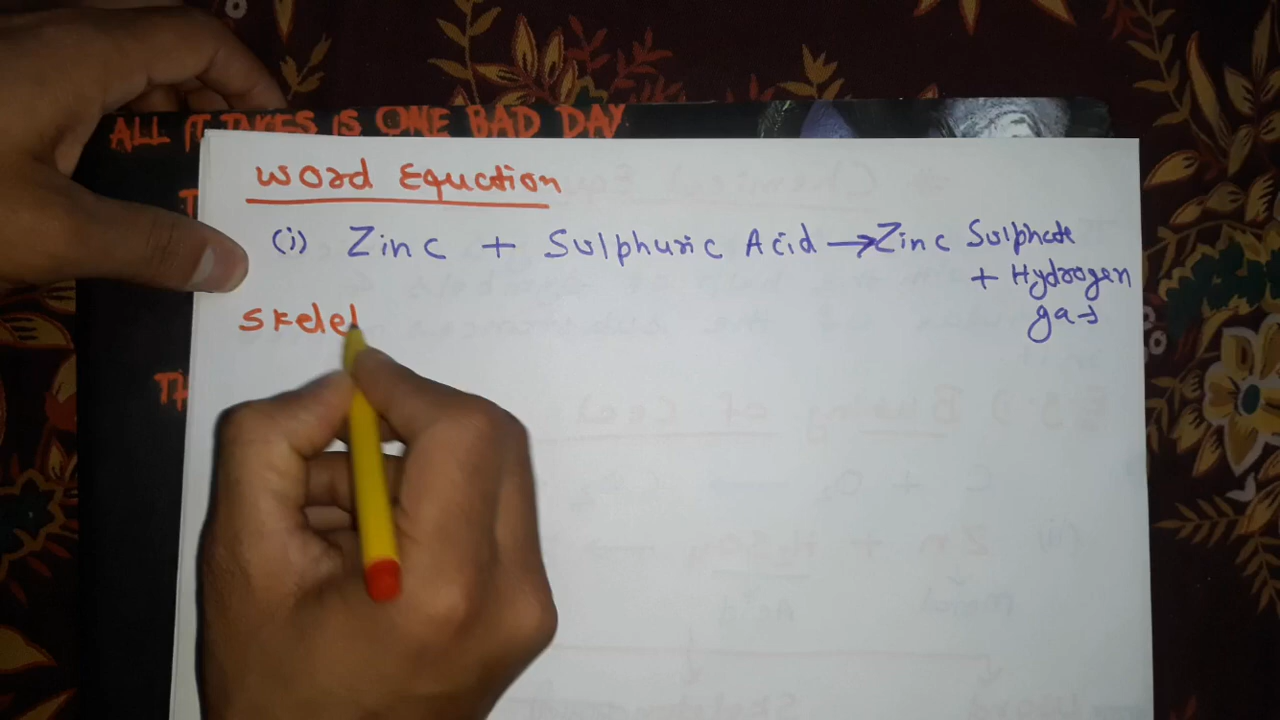 ALL IT TAKES IS ONE BAD DAY
Word Equation
(i) Zinc + Sulphuric Acid → Zinc Sulphate
+ Hydrogen
gas
Skelet